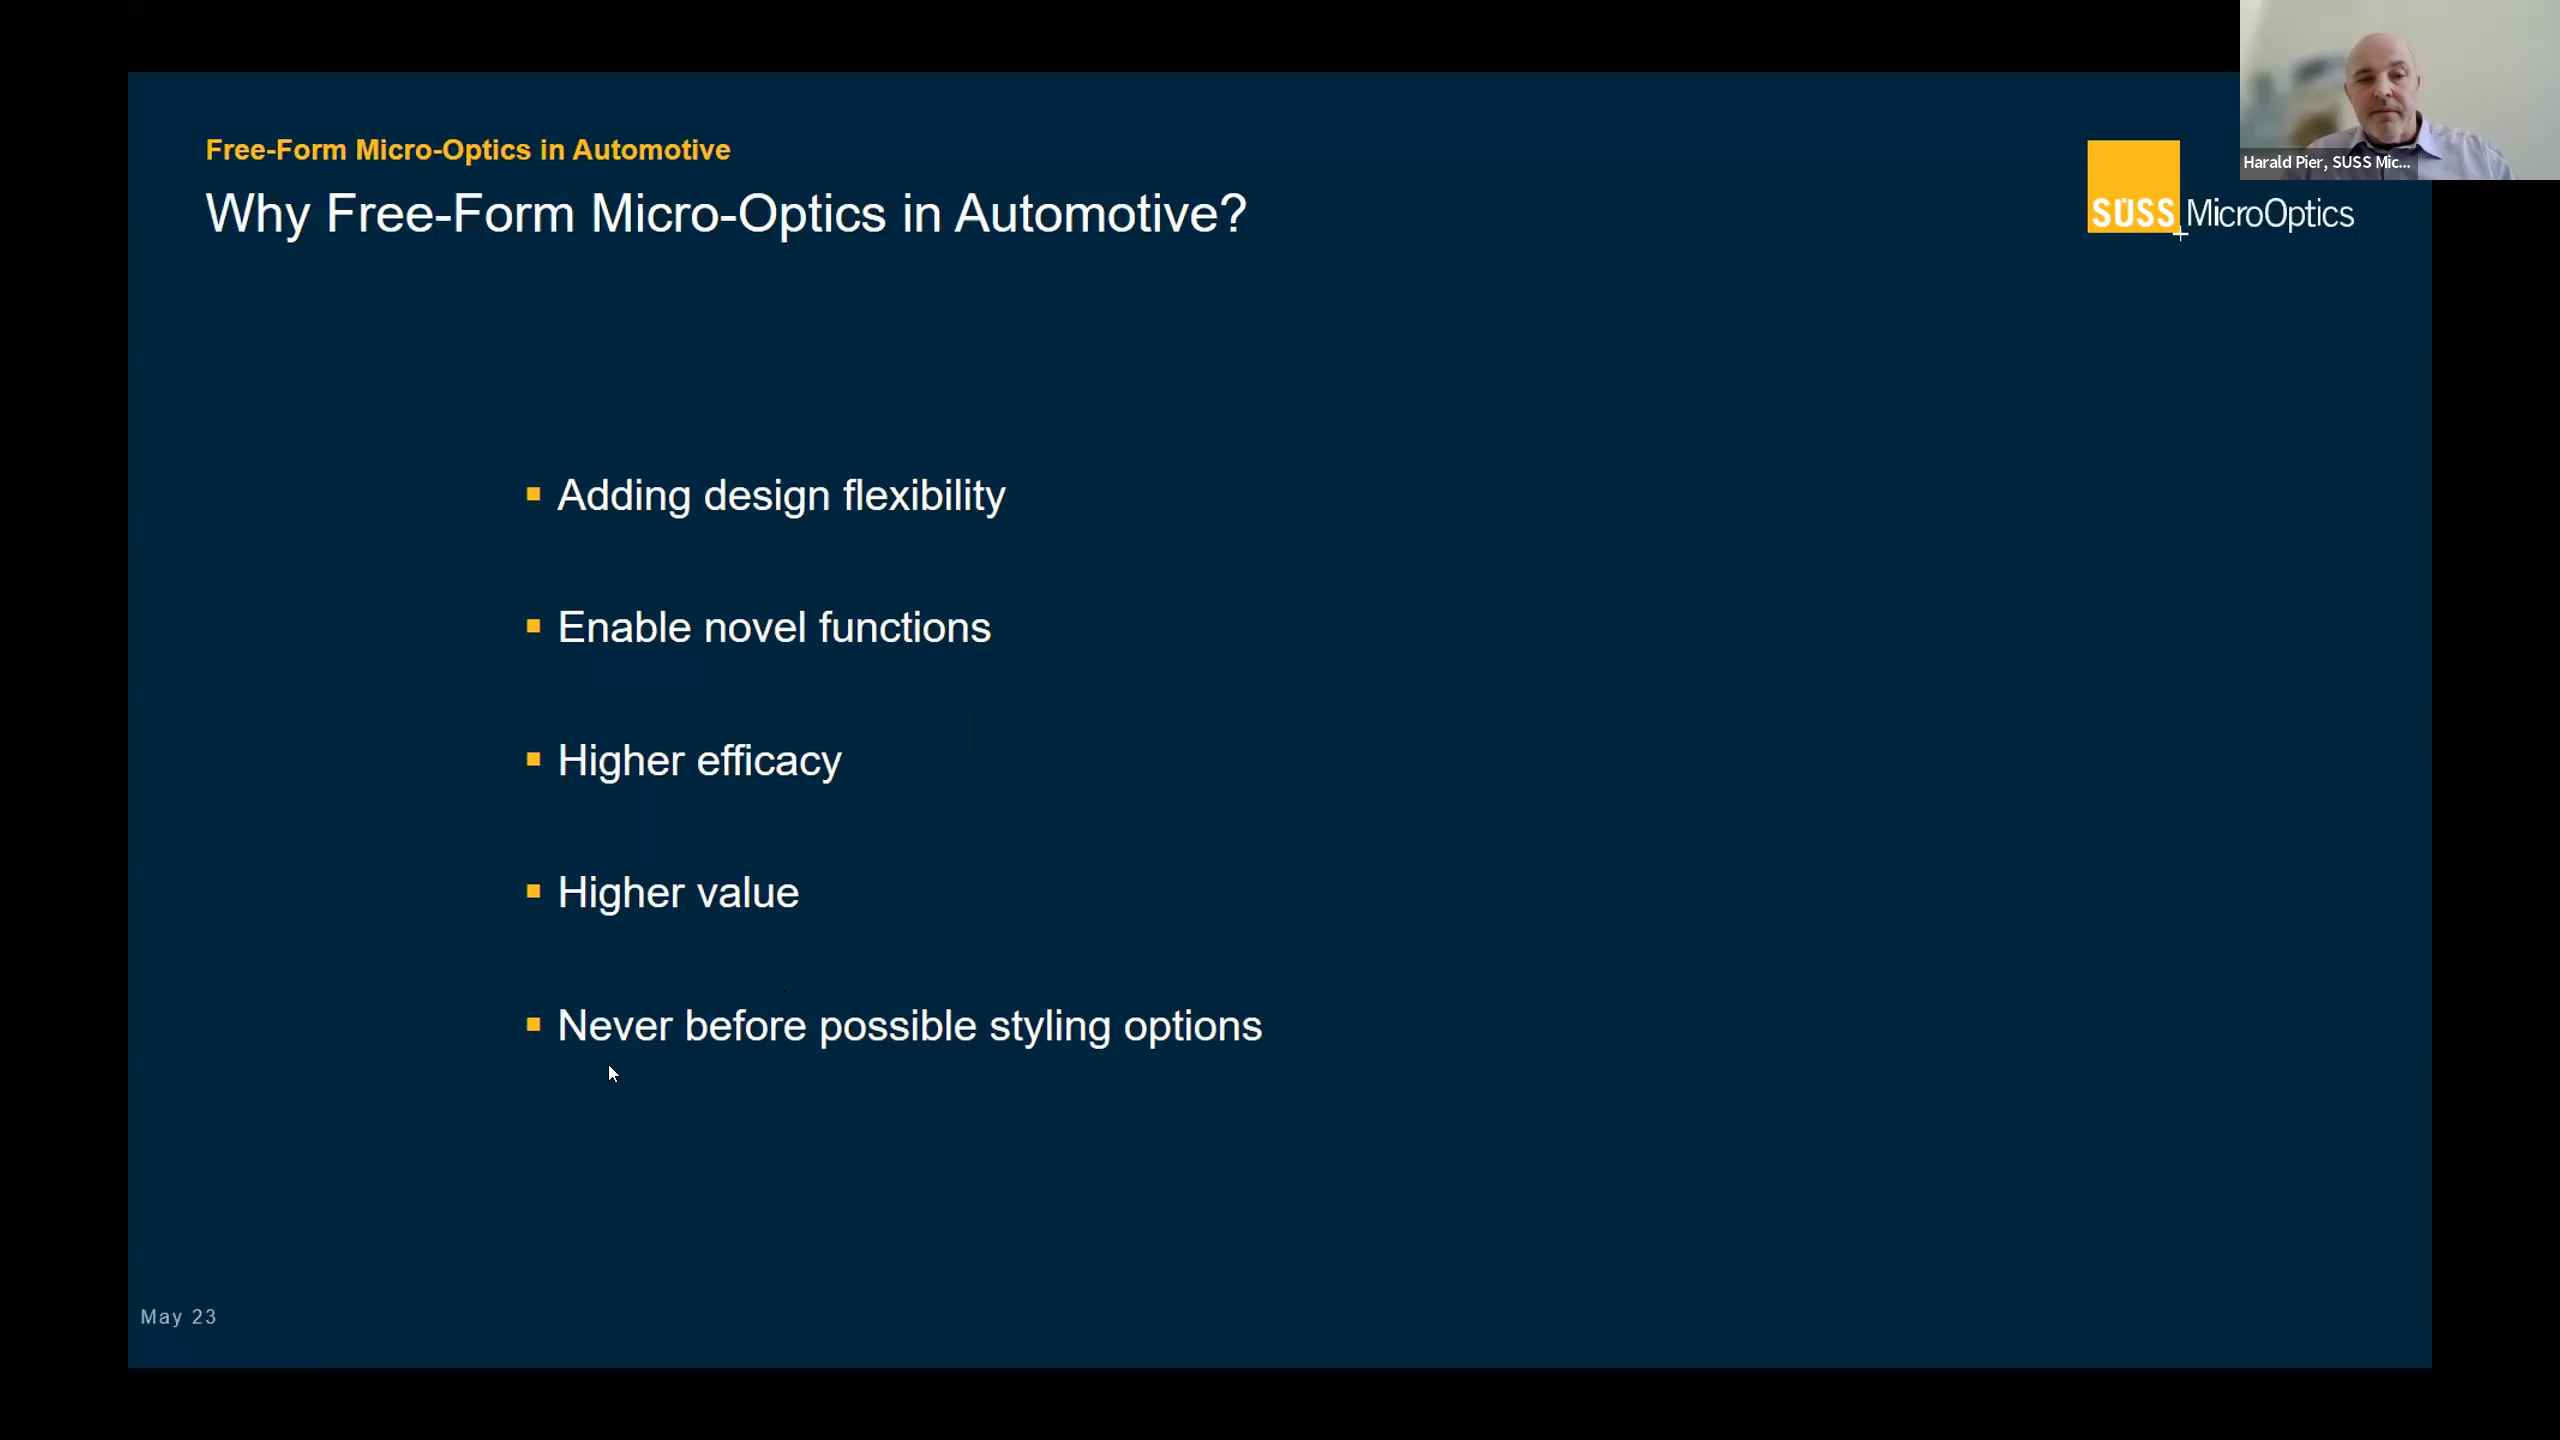 Free-Form Micro-Optics in Automotive
Why Free-Form Micro-Optics in Automotive?
SUSS MicroOptics
Harald Pier, SUSS Mic...
Adding design flexibility
Enable novel functions
Higher efficacy
Higher value
Never before possible styling options
May 23